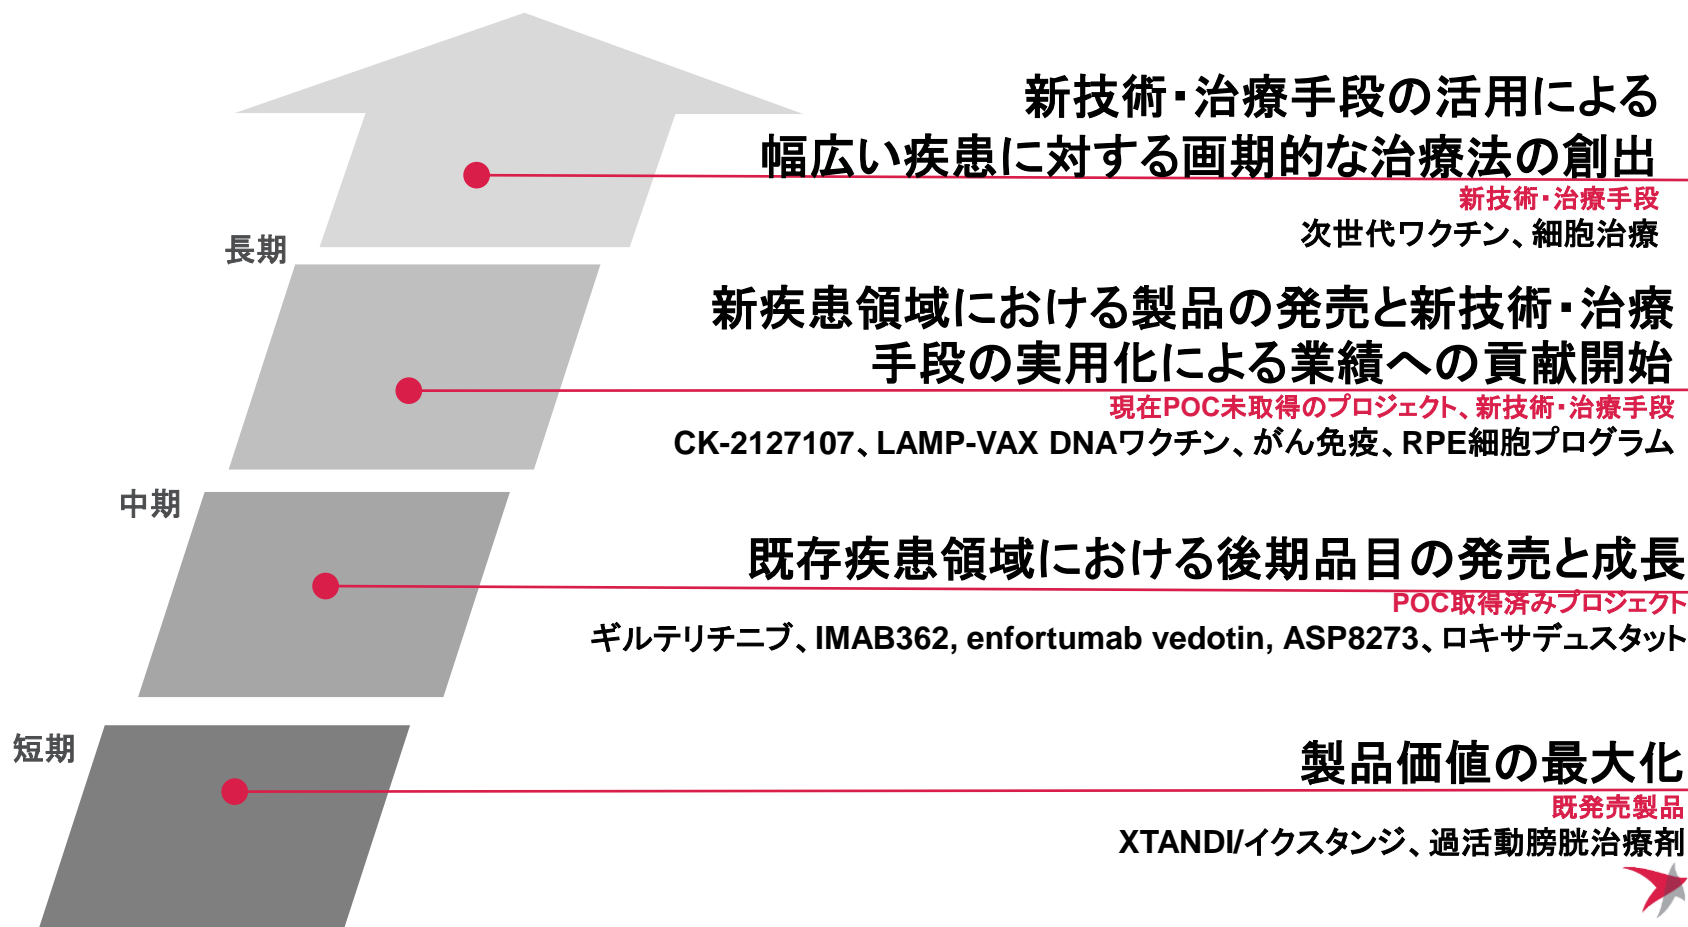 新技術・治療手段の活用による
幅広い疾患に対する画期的な治療法の創出
新技術・治療手段
次世代ワクチン、細胞治療
長期
新疾患領域における製品の発売と新技術・治療
手段の実用化による業績への貢献開始
現在POC未取得のプロジェクト、新技術・治療手段
CK-2127107、LAMP-VAX DNAワクチン、がん免疫、RPE細胞プログラム
中期
既存疾患領域における後期品目の発売と成長
POC取得済みプロジェクト
ギルテリチニブ、IMAB362, enfortumab vedotin, ASP8273、ロキサデュスタット
短期
製品価値の最大化
既発売製品
XTANDI/イクスタンジ、過活動膀胱治療剤